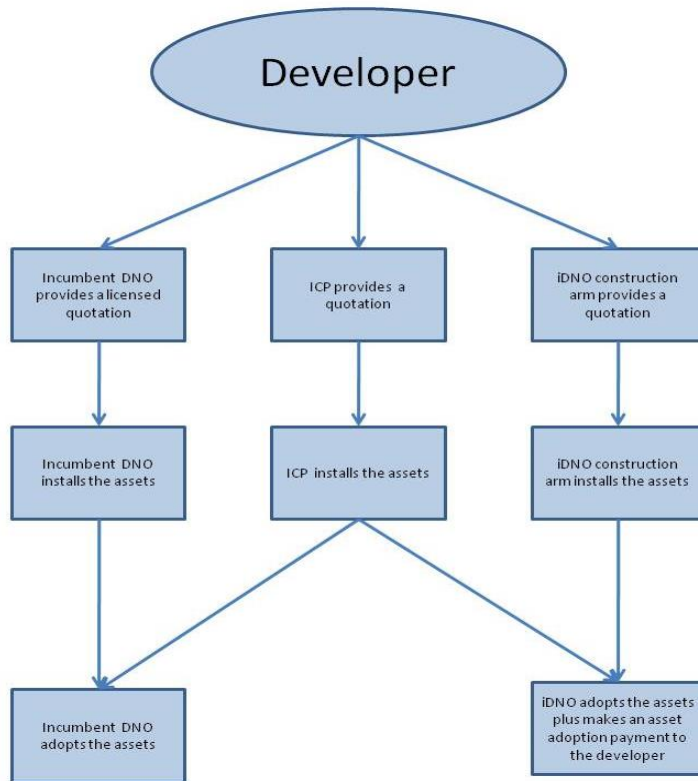 Developer
Incumbent DNO
provides a licensed
quotation
ICP provides a
quotation
iDNO construction
arm provides a
quotation
Incumbent DNO
installs the assets
ICP installs the assets
iDNO construction
arm installs the assets
Incumbent DNO
adopts the assets
iDNO adopts the assets
plus makes an asset
adoption payment to
the developer